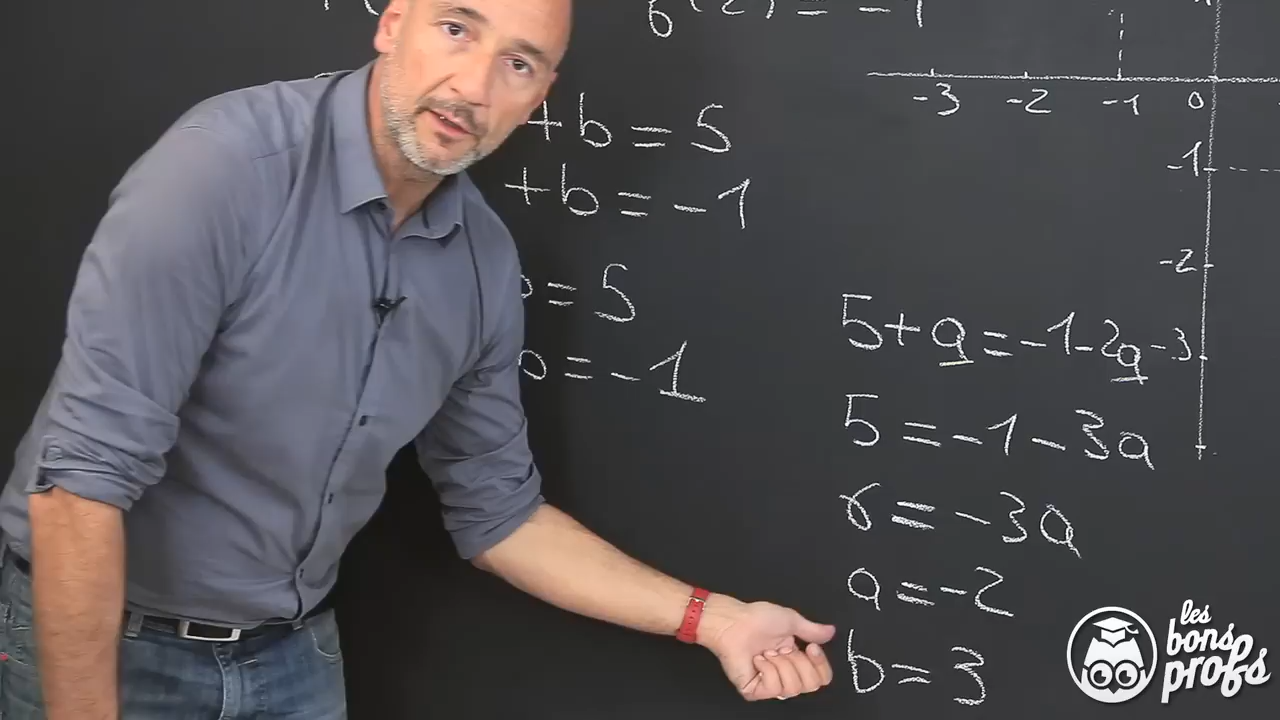 (2) = -1
-3 -2 -1 0
+b = 5
+b = -1
-1
-2
= 5
= -1
5+a = -1-2a
-3
5 = -1-3a
6 = -3a
a = -2
b = 3
les bons profs